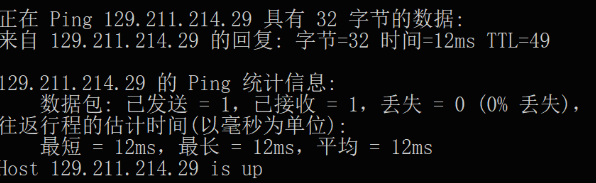 正在 Ping 129.211.214.29 具有 32 字节的数据:
来自 129.211.214.29 的回复: 字节=32 时间=12ms TTL=49
129.211.214.29 的 Ping 统计信息:
数据包: 已发送 = 1，已接收 = 1，丢失 = 0 (0% 丢失)，
往返行程的估计时间(以毫秒为单位):
最短 = 12ms，最长 = 12ms，平均 = 12ms
Host 129.211.214.29 is up